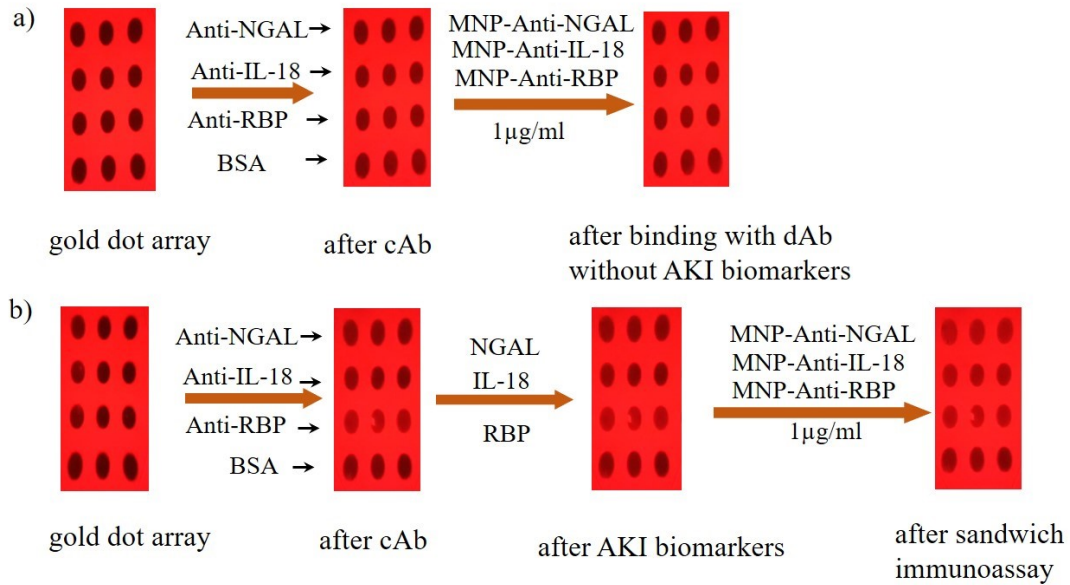 a)
Anti-NGAL
Anti-IL-18
Anti-RBP
BSA
MNP-Anti-NGAL
MNP-Anti-IL-18
MNP-Anti-RBP
1µg/ml
gold dot array
after cAb
after binding with dAb
without AKI biomarkers
b)
Anti-NGAL
Anti-IL-18
Anti-RBP
BSA
NGAL
IL-18
RBP
MNP-Anti-NGAL
MNP-Anti-IL-18
MNP-Anti-RBP
1µg/ml
gold dot array
after cAb
after AKI biomarkers
after sandwich
immunoassay